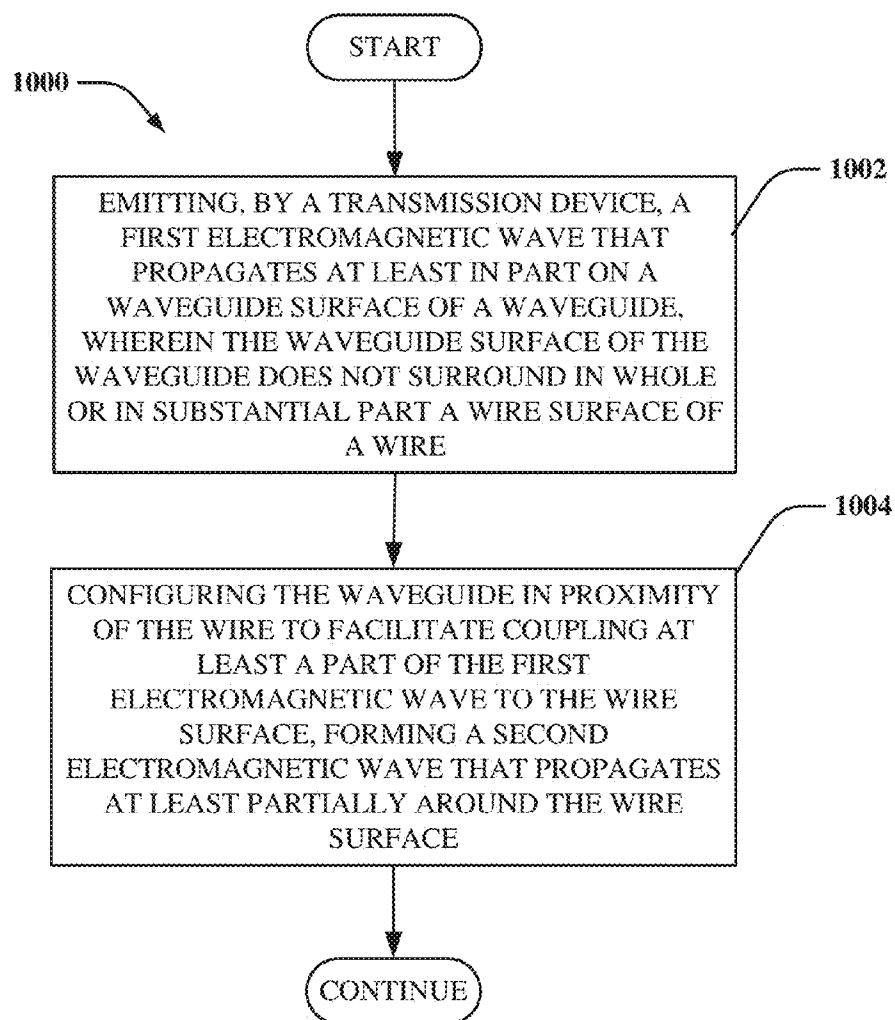 START
1000
1002
EMITTING, BY A TRANSMISSION DEVICE, A
FIRST ELECTROMAGNETIC WAVE THAT
PROPAGATES AT LEAST IN PART ON A
WAVEGUIDE SURFACE OF A WAVEGUIDE,
WHEREIN THE WAVEGUIDE SURFACE OF THE
WAVEGUIDE DOES NOT SURROUND IN WHOLE
OR IN SUBSTANTIAL PART A WIRE SURFACE OF
A WIRE
1004
CONFIGURING THE WAVEGUIDE IN PROXIMITY
OF THE WIRE TO FACILITATE COUPLING AT
LEAST A PART OF THE FIRST
ELECTROMAGNETIC WAVE TO THE WIRE
SURFACE, FORMING A SECOND
ELECTROMAGNETIC WAVE THAT PROPAGATES
AT LEAST PARTIALLY AROUND THE WIRE
SURFACE
CONTINUE